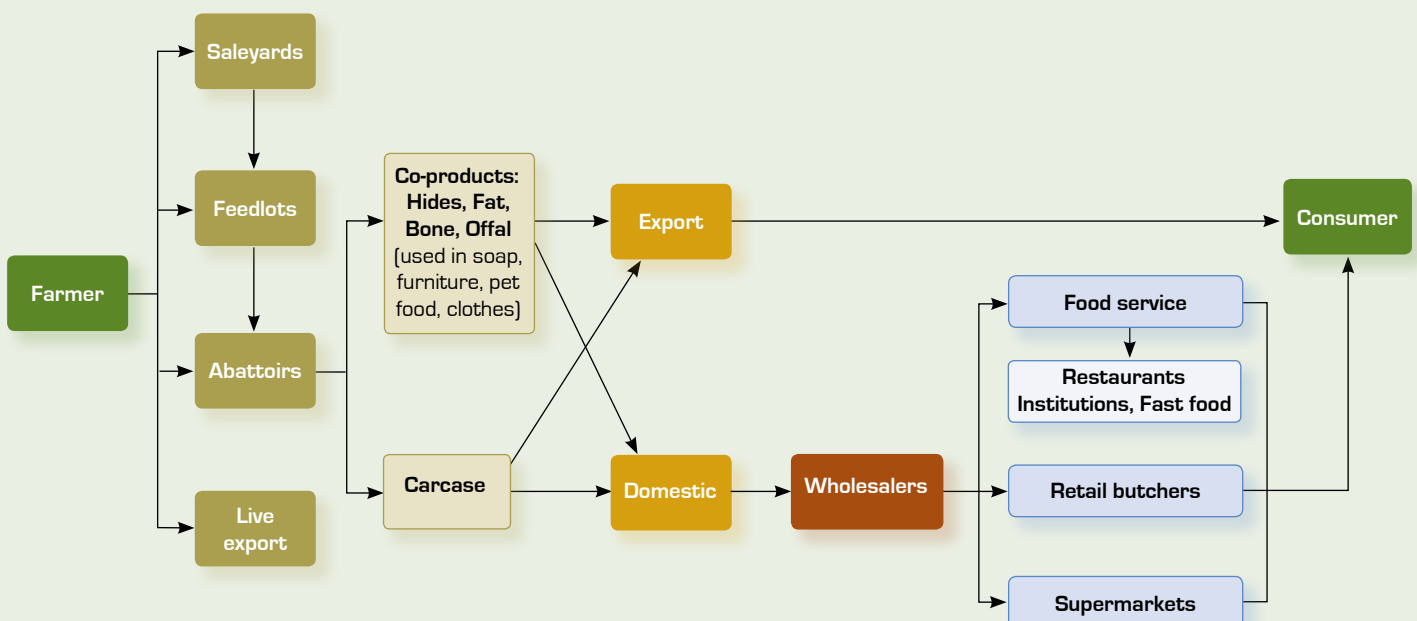 Farmer
Saleyards
Feedlots
Abattoirs
Live
export
Co-products:
Hides, Fat,
Bone, Offal
(used in soap,
furniture, pet
food, clothes)
Carcase
Export
Domestic
Wholesalers
Food service
Restaurants
Institutions, Fast food
Retail butchers
Supermarkets
Consumer